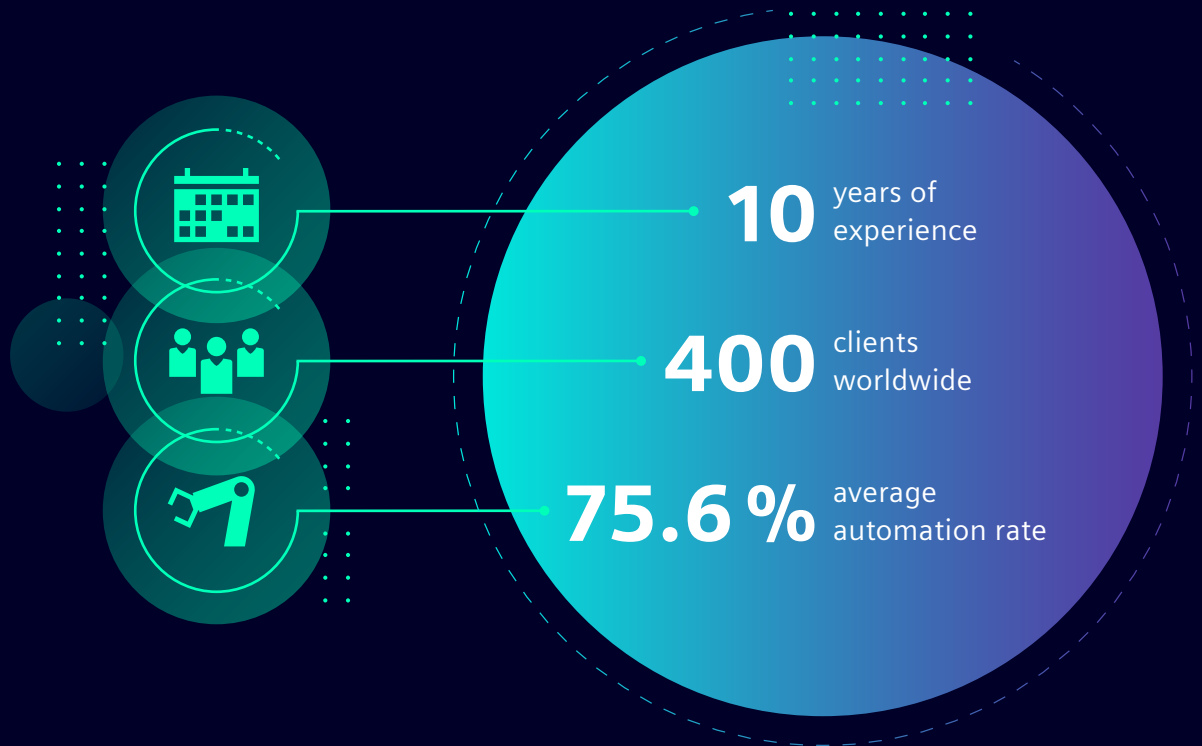 10 years of
experience
400 clients
worldwide
75.6 % average
automation rate